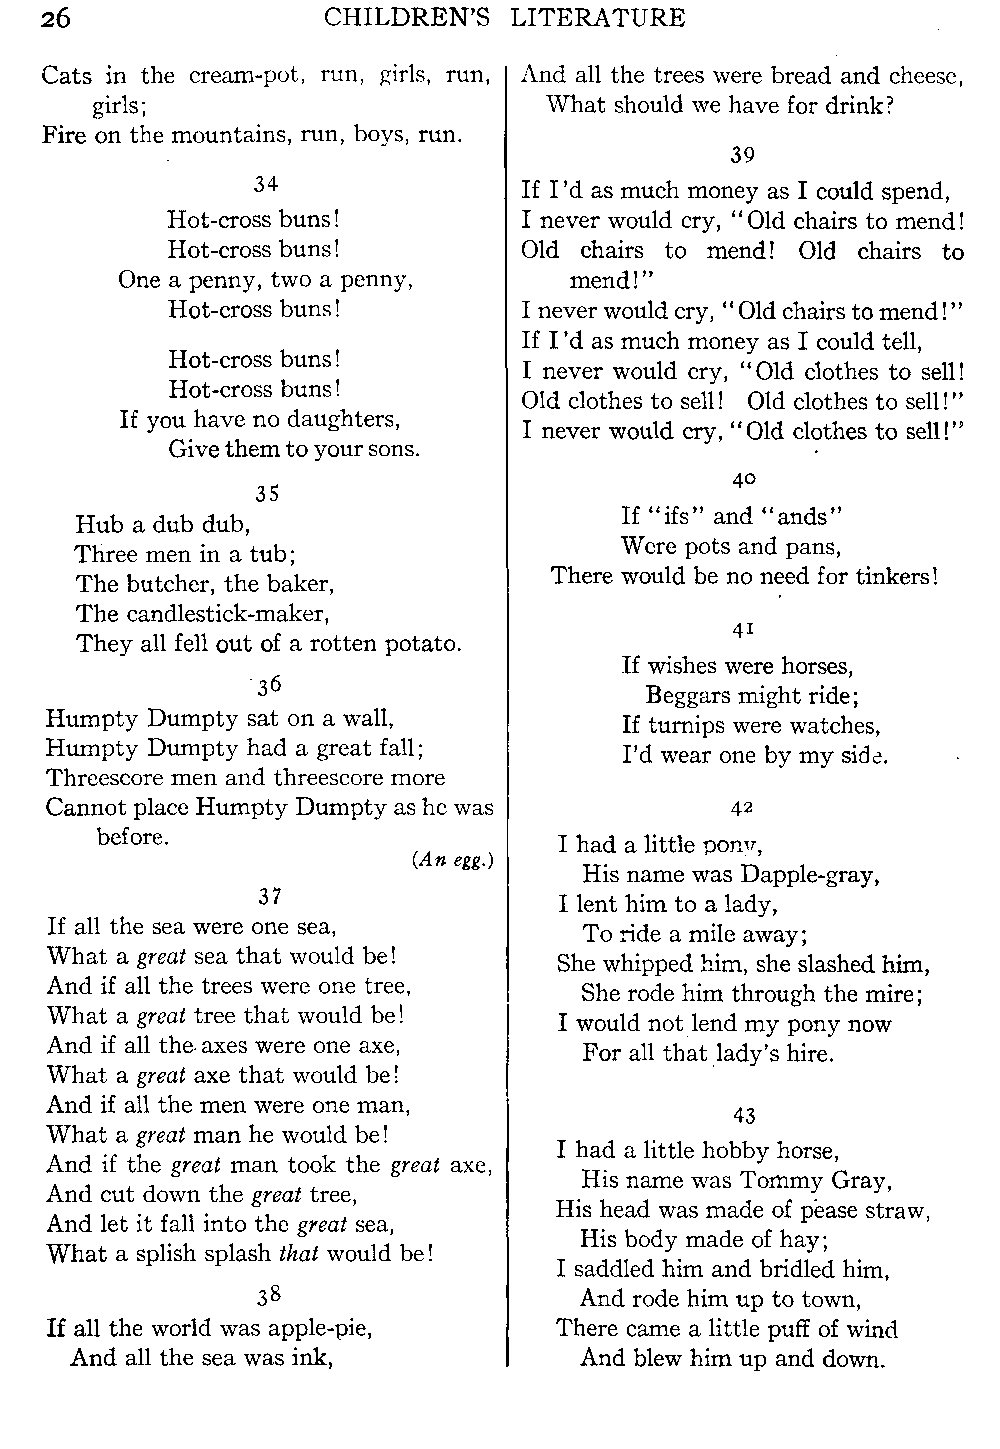 26 CHILDREN'S LITERATURE
Cats in the cream-pot, run, girls, run,
girls;
Fire on the mountains, run, boys, run.
34
Hot-cross buns!
Hot-cross buns!
One a penny, two a penny,
Hot-cross buns!
Hot-cross buns!
Hot-cross buns!
If you have no daughters,
Give them to your sons.
35
Hub a dub dub,
Three men in a tub;
The butcher, the baker,
The candlestick-maker,
They all fell out of a rotten potato.
36
Humpty Dumpty sat on a wall,
Humpty Dumpty had a great fall;
Threescore men and threescore more
Cannot place Humpty Dumpty as he was
before.
(An egg.)
37
If all the sea were one sea,
What a great sea that would be!
And if all the trees were one tree,
What a great tree that would be!
And if all the axes were one axe,
What a great axe that would be!
And if all the men were one man,
What a great man he would be!
And if the great man took the great axe,
And cut down the great tree,
And let it fall into the great sea,
What a splish splash that would be!
38
If all the world was apple-pie,
And all the sea was ink,
And all the trees were bread and cheese,
What should we have for drink?
39
If I'd as much money as I could spend,
I never would cry, "Old chairs to mend!
Old chairs to mend! Old chairs to
mend!"
I never would cry, "Old chairs to mend!"
If I'd as much money as I could tell,
I never would cry, "Old clothes to sell!
Old clothes to sell! Old clothes to sell!"
I never would cry, "Old clothes to sell!"
40
If "ifs" and "ands"
Were pots and pans,
There would be no need for tinkers!
41
If wishes were horses,
Beggars might ride;
If turnips were watches,
I'd wear one by my side.
42
I had a little pony,
His name was Dapple-gray,
I lent him to a lady,
To ride a mile away;
She whipped him, she slashed him,
She rode him through the mire;
I would not lend my pony now
For all that lady's hire.
43
I had a little hobby horse,
His name was Tommy Gray,
His head was made of pease straw,
His body made of hay;
I saddled him and bridled him,
And rode him up to town,
There came a little puff of wind
And blew him up and down.